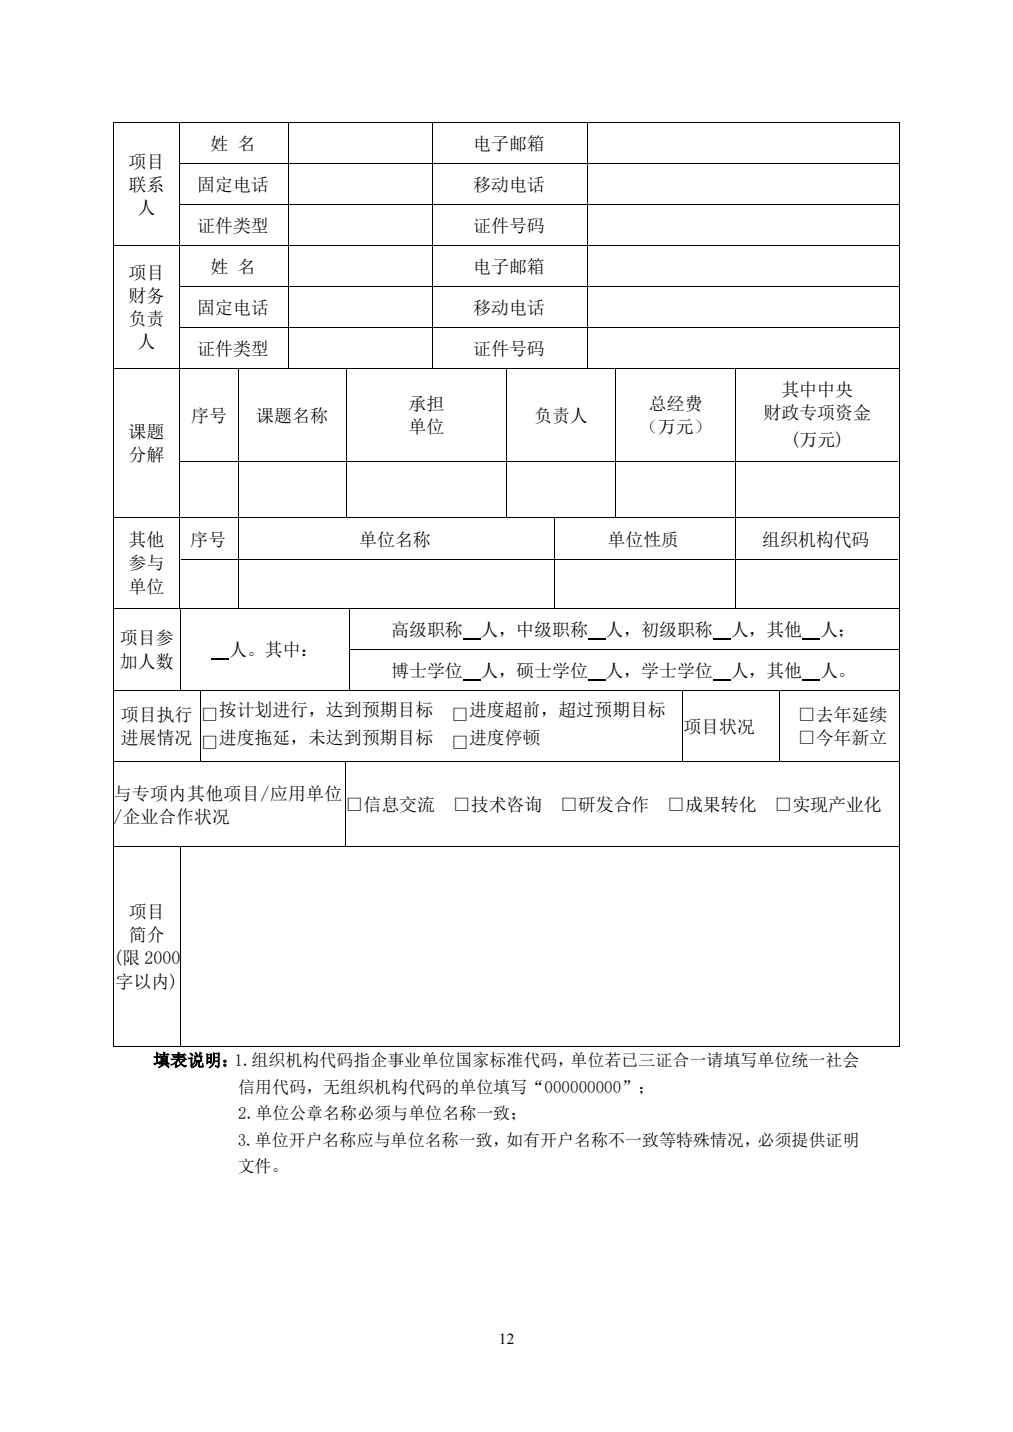 项目
联系
人
姓 名
电子邮箱
固定电话
移动电话
证件类型
证件号码
项目
财务
负责
人
姓 名
电子邮箱
固定电话
移动电话
证件类型
证件号码
课题
分解
序号
课题名称
承担
单位
负责人
总经费
（万元）
其中中央
财政专项资金
(万元)
其他
参与
单位
序号
单位名称
单位性质
组织机构代码
项目参
加人数
__人。其中：
高级职称__人，中级职称__人，初级职称__人，其他__人；
博士学位__人，硕士学位__人，学士学位__人，其他__人。
项目执行
进展情况
□按计划进行，达到预期目标 □进度超前，超过预期目标
□进度拖延，未达到预期目标 □进度停顿
项目状况
□去年延续
□今年新立
与专项内其他项目/应用单位
/企业合作状况
□信息交流 □技术咨询 □研发合作 □成果转化 □实现产业化
项目
简介
(限 2000
字以内)
填表说明：1.组织机构代码指企事业单位国家标准代码，单位若已三证合一请填写单位统一社会
信用代码，无组织机构代码的单位填写“000000000”；
2.单位公章名称必须与单位名称一致；
3.单位开户名称应与单位名称一致，如有开户名称不一致等特殊情况，必须提供证明
文件。
12